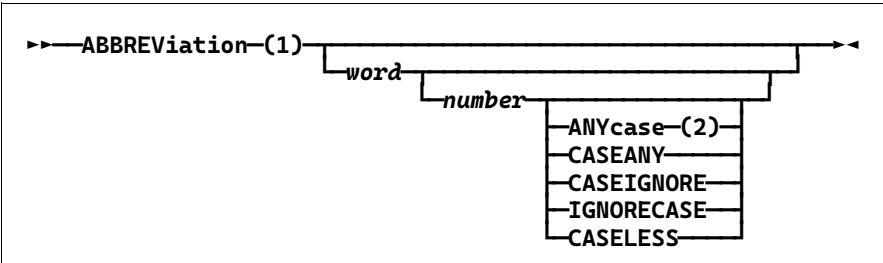 ►►──ABBREViation─(1)──►◄
word
number
ANYcase─(2)
CASEANY
CASEIGNORE
IGNORECASE
CASELESS